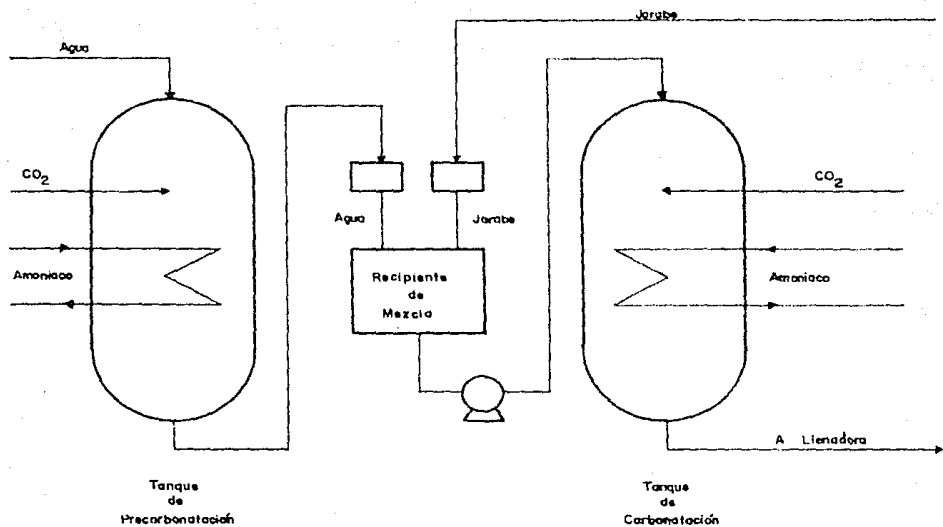 Jarabe
Agua
CO2
CO2
Agua
Jarabe
Amoniaco
Recipiente
de
Mezcla
Amoniaco
A Llenadora
Tanque
de
Precarbonatación
Tanque
de
Carbonatación